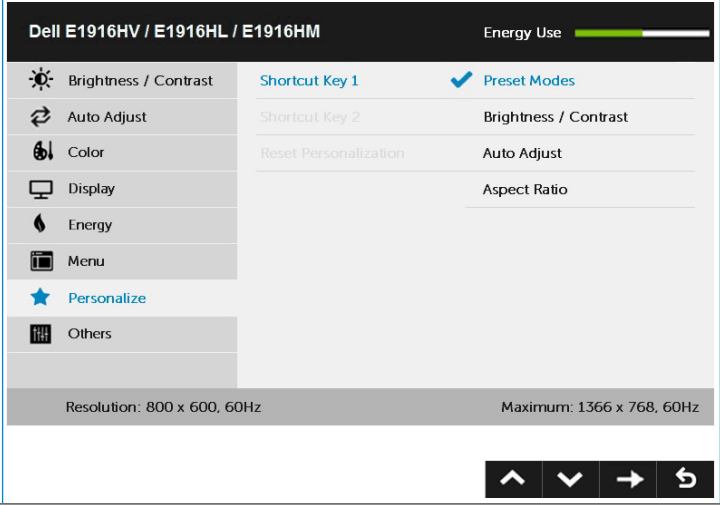 Dell E1916HV / E1916HL / E1916HM
Energy Use
Brightness / Contrast
Shortcut Key 1
Preset Modes
Auto Adjust
Shortcut Key 2
Brightness / Contrast
Color
Reset Personalization
Auto Adjust
Display
Aspect Ratio
Energy
Menu
Personalize
Others
Resolution: 800 x 600, 60Hz
Maximum: 1366 x 768, 60Hz